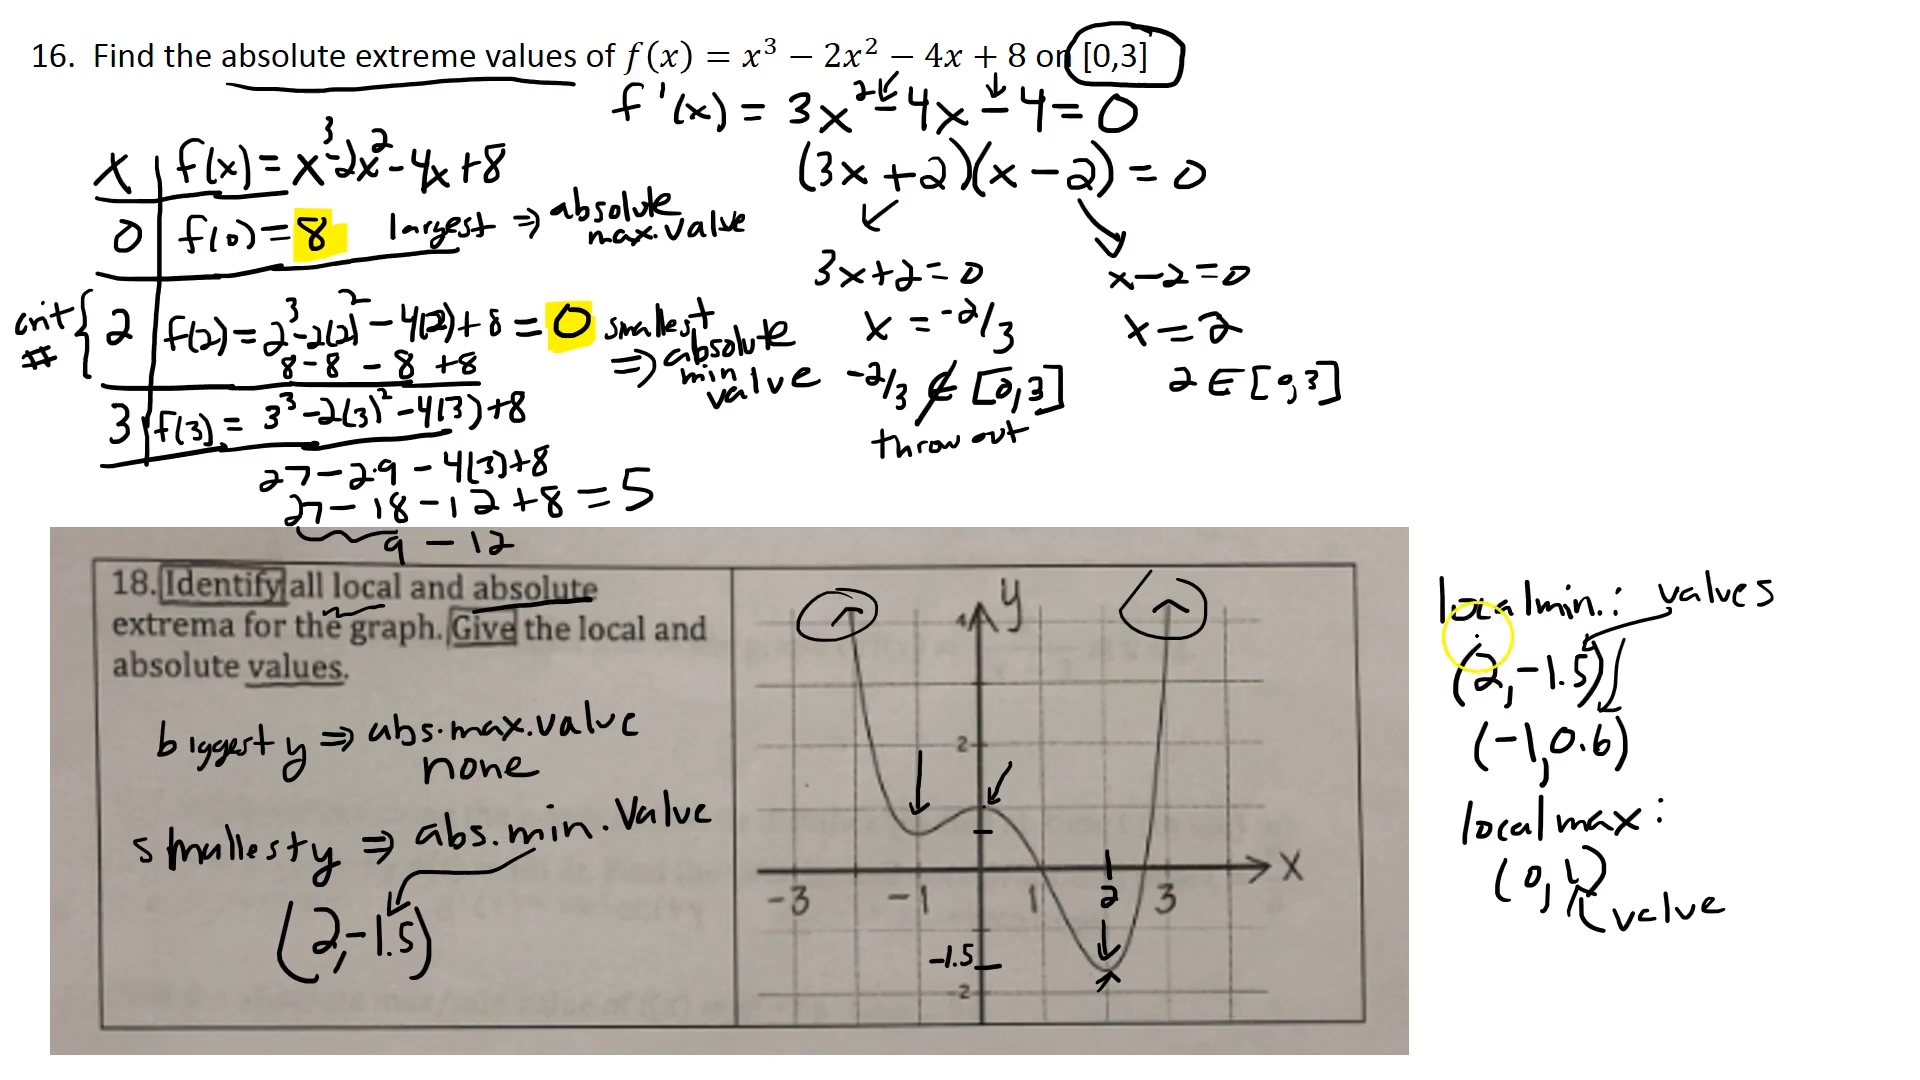 16. Find the absolute extreme values of f(x) = x³ − 2x² − 4x + 8 on [0,3]
f'(x) = 3x² − 4x − 4 = 0
(3x + 2)(x − 2) = 0
3x + 2 = 0
x − 2 = 0
x = −2/3
x = 2
−2/3 ∉ [0,3]
2 ∈ [0,3]
throw out
x | f(x) = x³ − 2x² − 4x + 8
0 | f(0) = 8 largest ⇒ absolute
max. value
crit # { 2 | f(2) = 2³ − 2(2)² − 4(2) + 8 = 0 smallest
8 − 8 − 8 + 8
⇒ absolute
min
value
3 | f(3) = 3³ − 2(3)² − 4(3) + 8
27 − 2·9 − 4(3) + 8
27 − 18 − 12 + 8 = 5
9 − 12
18. Identify all local and absolute
extrema for the graph. Give the local and
absolute values.
biggest y ⇒ abs. max. value
none
smallest y ⇒ abs. min. value
(2, −1.5)
y
4
2
−3 −1 1 2 3 x
−1.5
−2
local min.: values
(2, −1.5)
(−1, 0.6)
local max:
(0, 1)
value